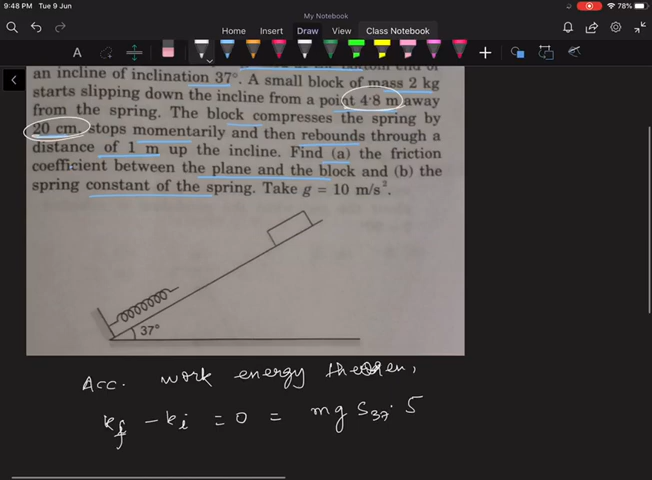 9:48 PM Tue 9 Jun
78%
My Notebook
Home Insert Draw View Class Notebook
an incline of inclination 37°. A small block of mass 2 kg
starts slipping down the incline from a point 4·8 m away
from the spring. The block compresses the spring by
20 cm, stops momentarily and then rebounds through a
distance of 1 m up the incline. Find (a) the friction
coefficient between the plane and the block and (b) the
spring constant of the spring. Take g = 10 m/s².
37°
Acc. work energy theorem,
kf - ki = 0 = mg S37· 5